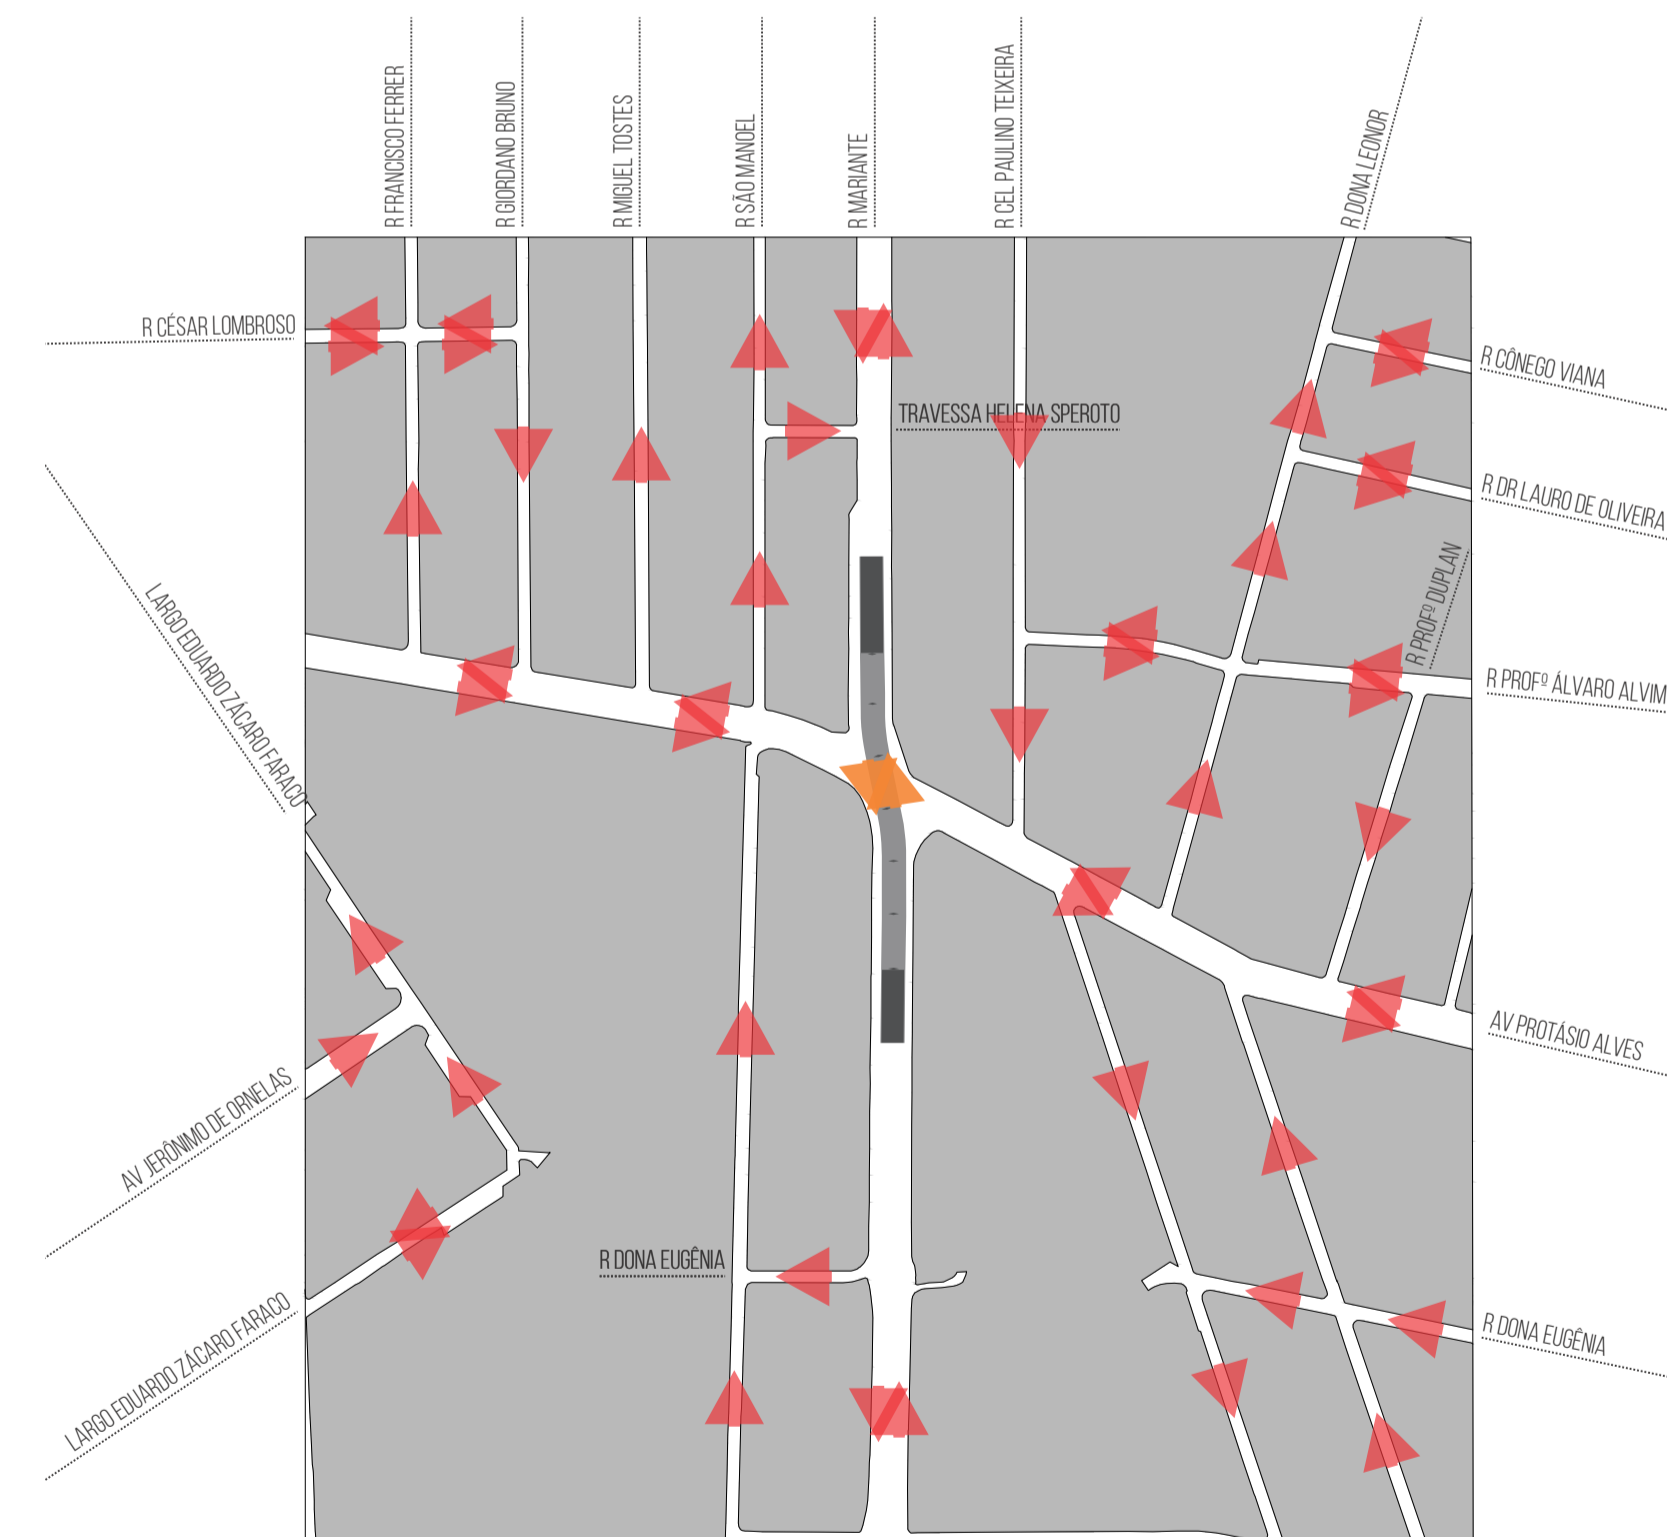 R FRANCISCO FERRER
R GIORDANO BRUNO
R MIGUEL TOSTES
R SÃO MANOEL
R MARIANTE
R CEL PAULINO TEIXEIRA
R DONA LEONOR
R CÉSAR LOMBROSO
R CÔNEGO VIANA
TRAVESSA HELENA SPEROTO
R DR LAURO DE OLIVEIRA
R PROFº DUPLAN
LARGO EDUARDO ZÁCARO FARACO
R PROFº ÁLVARO ALVIM
AV PROTÁSIO ALVES
AV JERÔNIMO DE ORNELAS
R DONA EUGÊNIA
LARGO EDUARDO ZÁCARO FARACO
R DONA EUGÊNIA